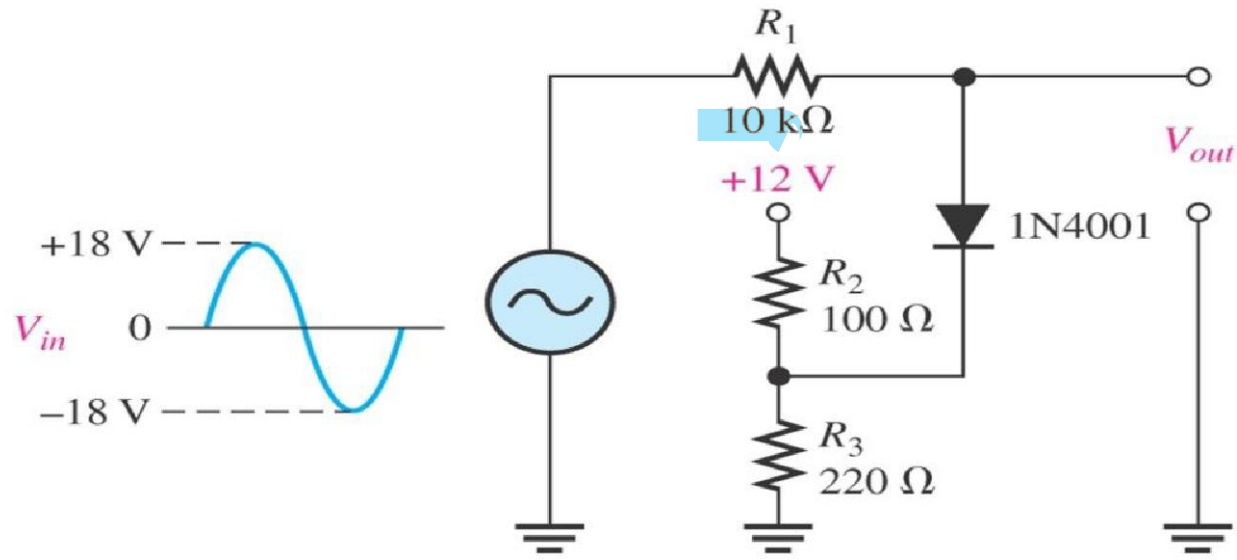 R1
10 kΩ
+12 V
Vout
1N4001
+18 V
R2
100 Ω
Vin
0
−18 V
R3
220 Ω